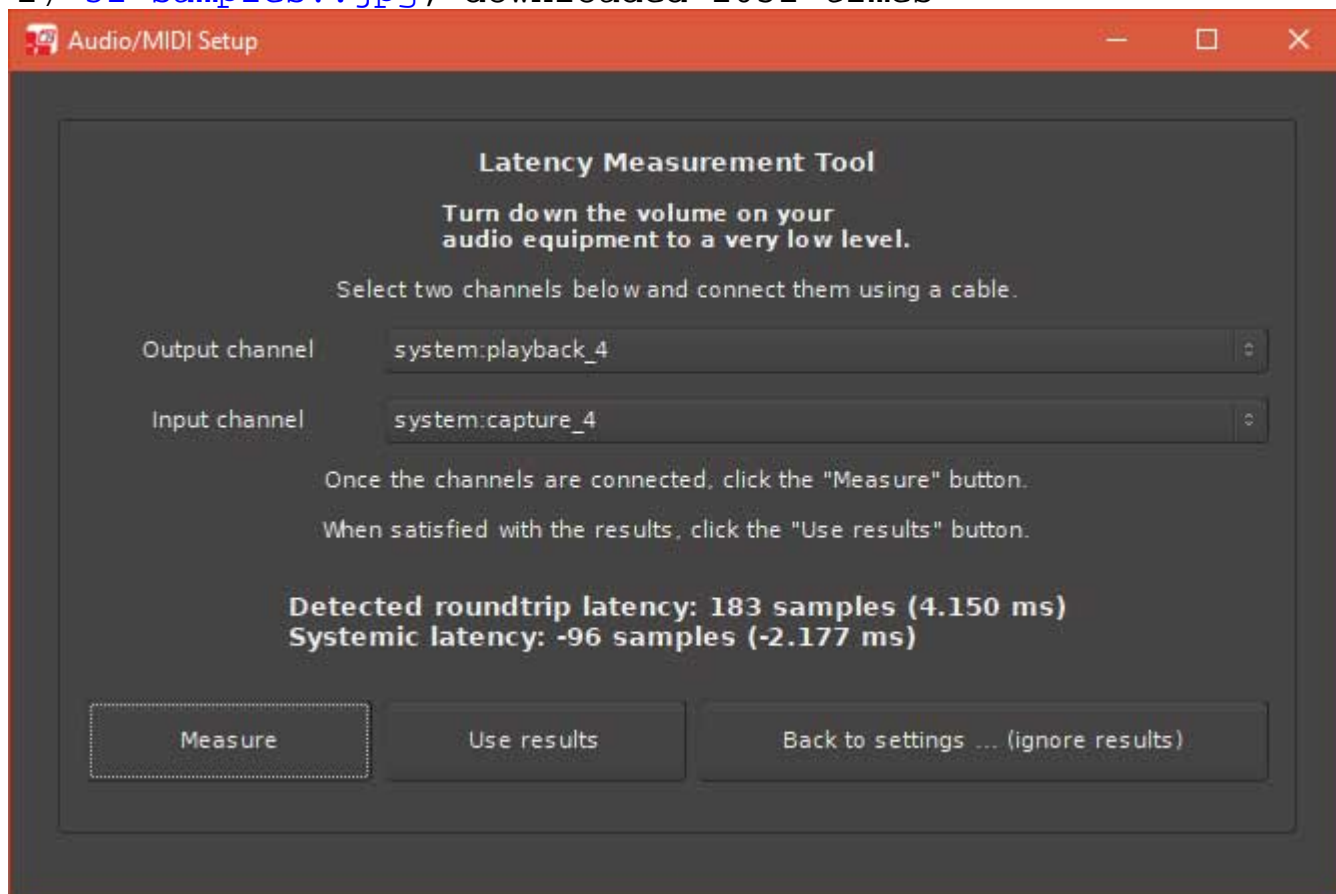 Audio/MIDI Setup
Latency Measurement Tool
Turn down the volume on your
audio equipment to a very low level.
Select two channels below and connect them using a cable.
Output channel system:playback_4
Input channel system:capture_4
Once the channels are connected, click the "Measure" button.
When satisfied with the results, click the "Use results" button.
Detected roundtrip latency: 183 samples (4.150 ms)
Systemic latency: -96 samples (-2.177 ms)
Measure Use results Back to settings ... (ignore results)